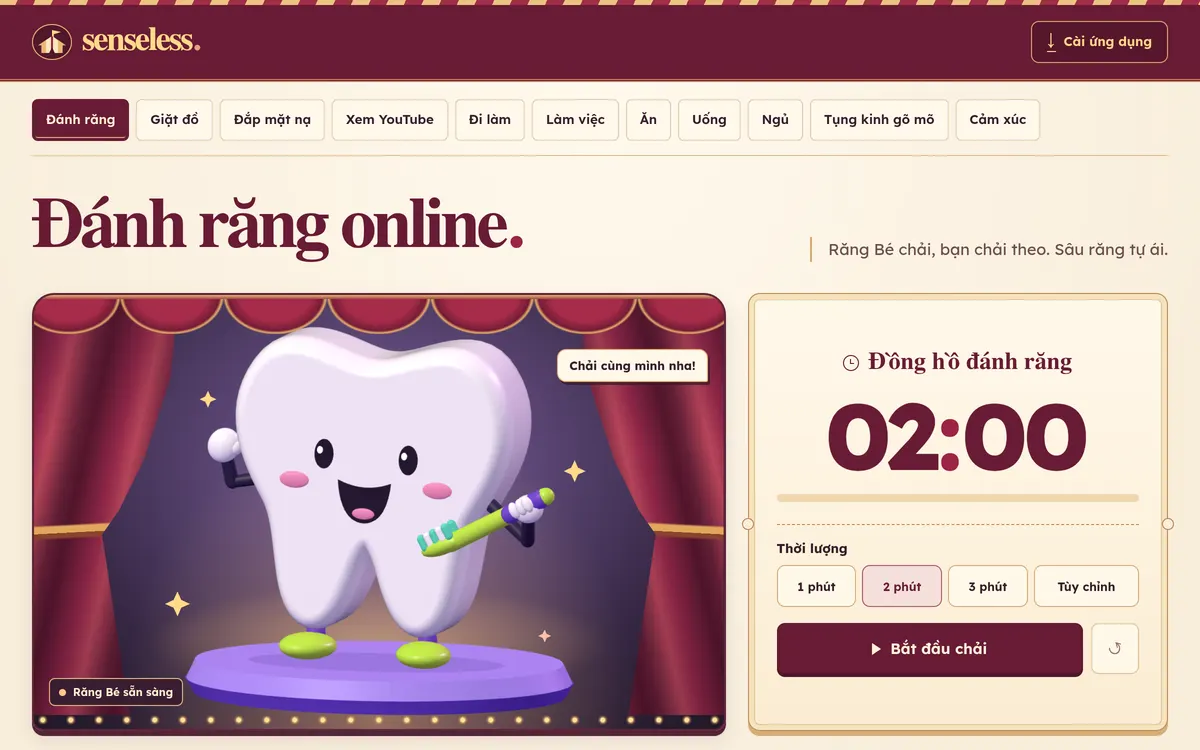 senseless.
Cài ứng dụng
Đánh răng
Giặt đồ
Đắp mặt nạ
Xem YouTube
Đi làm
Làm việc
Ăn
Uống
Ngủ
Tụng kinh gõ mõ
Cảm xúc
Đánh răng online.
Răng Bé chải, bạn chải theo. Sâu răng tự ái.
Chải cùng mình nha!
Răng Bé sẵn sàng
Đồng hồ đánh răng
02:00
Thời lượng
1 phút
2 phút
3 phút
Tùy chỉnh
Bắt đầu chải